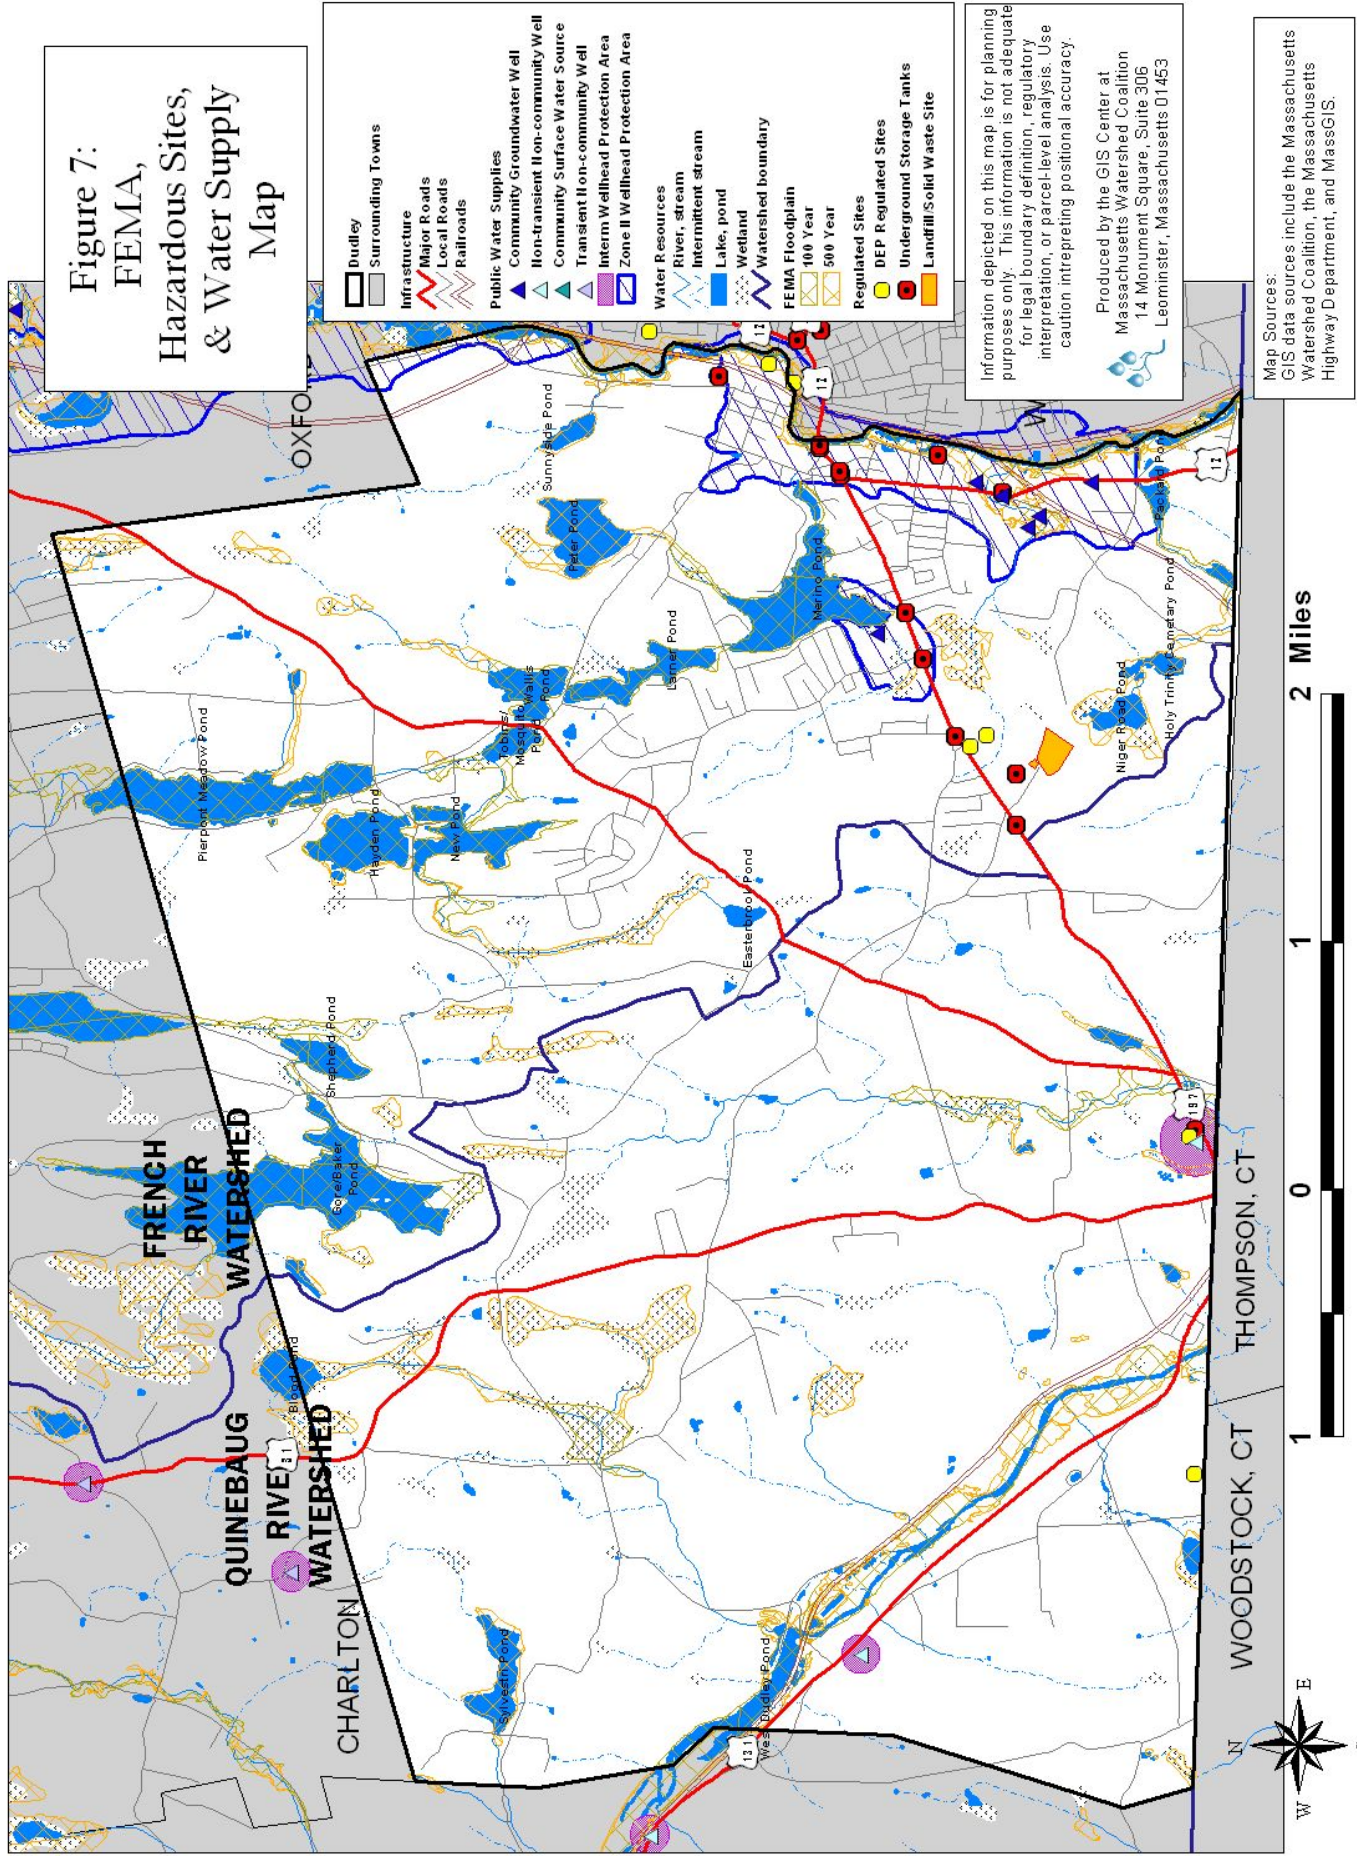 Figure 7:
FEMA,
Hazardous Sites,
& Water Supply
Map
Dudley
Surrounding Towns
Infrastructure
Major Roads
Local Roads
Railroads
Public Water Supplies
Community Groundwater Well
Non-transient Non-community Well
Community Surface Water Source
Transient Non-community Well
Interim Wellhead Protection Area
Zone II Wellhead Protection Area
Water Resources
River, stream
Intermittent stream
Lake, pond
Wetland
Watershed boundary
FEMA Floodplain
100 Year
500 Year
Regulated Sites
DEP Regulated Sites
Underground Storage Tanks
Landfill/Solid Waste Site
Information depicted on this map is for planning
purposes only. This information is not adequate
for legal boundary definition, regulatory
interpretation, or parcel-level analysis. Use
caution intrepreting positional accuracy.
Produced by the GIS Center at
Massachusetts Watershed Coalition
14 Monument Square, Suite 306
Leominster, Massachusetts 01453
Map Sources:
GIS data sources include the Massachusetts
Watershed Coalition, the Massachusetts
Highway Department, and MassGIS.
OXFO
FRENCH
RIVER
WATERSHED
QUINEBAUG
RIVE
WATERSHED
CHARLTON
31
Pierpont Meadow Pond
Hayden Pond
New Pond
Tobins/
Mosquito
Pond
Wallis
Pond
Larner Pond
Peter Pond
Sunnyside Pond
Merino Pond
Shepherd Pond
Gore/Baker
Pond
Blood Pond
Easterbrook Pond
Sylvestri Pond
West Dudley Pond
Niger Road Pond
Holy Trinity Cemetary Pond
Packard Pon
12
12
12
197
131
WOODSTOCK, CT
THOMPSON, CT
1
0
1
2
Miles
N
W
E